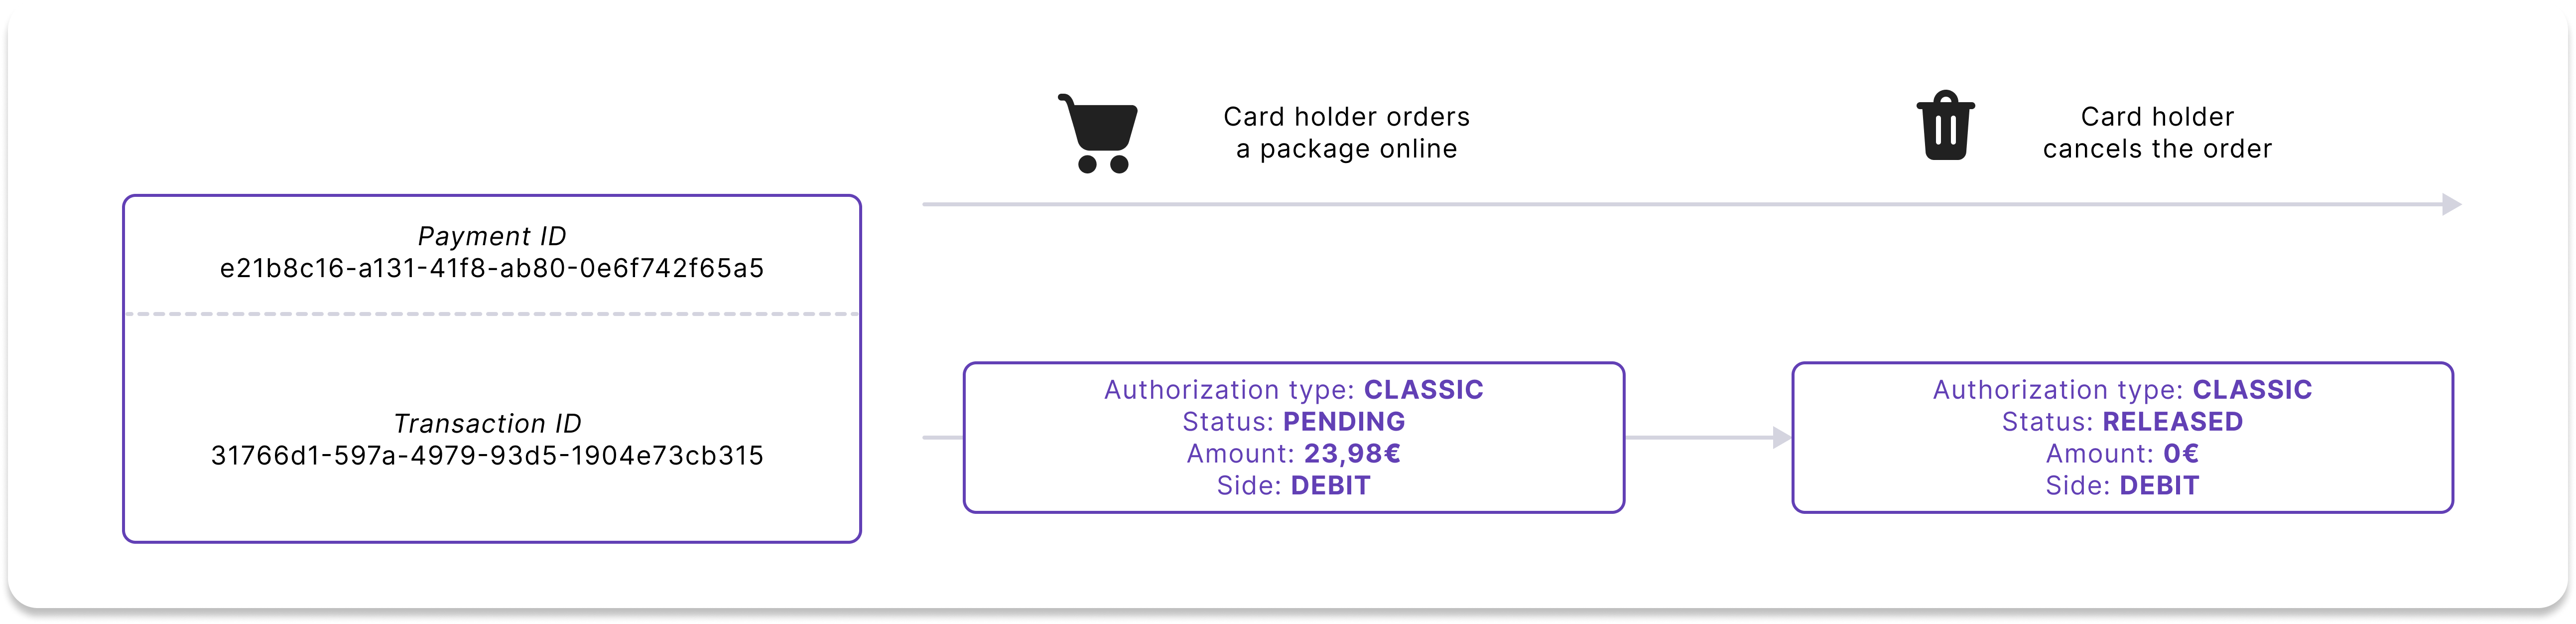 Card holder orders
a package online
Card holder
cancels the order
Payment ID
e21b8c16-a131-41f8-ab80-0e6f742f65a5
Transaction ID
31766d1-597a-4979-93d5-1904e73cb315
Authorization type: CLASSIC
Status: PENDING
Amount: 23,98€
Side: DEBIT
Authorization type: CLASSIC
Status: RELEASED
Amount: 0€
Side: DEBIT